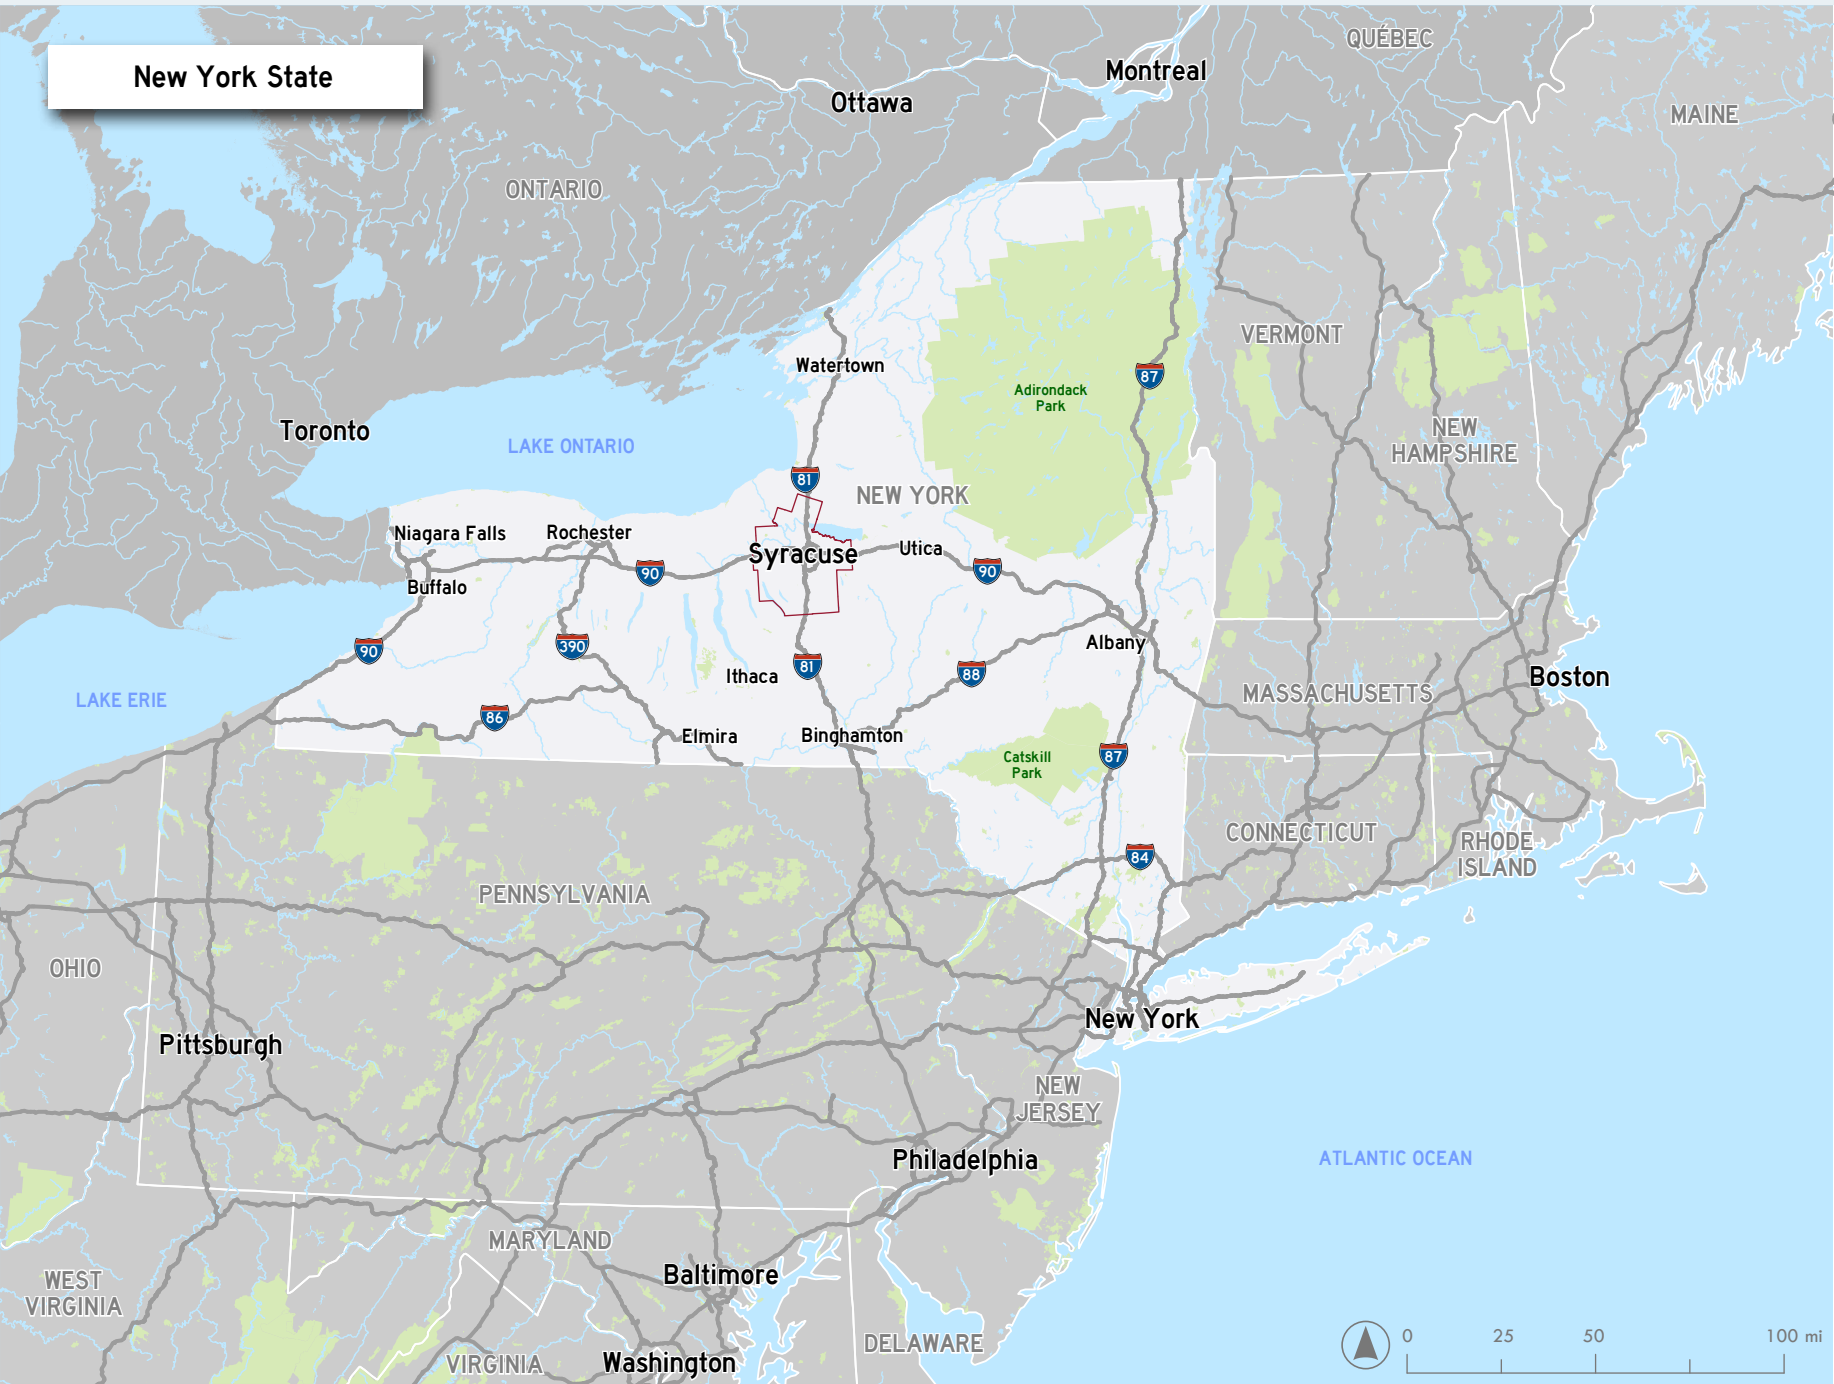 New York State
QUÉBEC
Montreal
Ottawa
MAINE
ONTARIO
VERMONT
Watertown
87
Adirondack
Park
Toronto
LAKE ONTARIO
NEW
HAMPSHIRE
81
NEW YORK
Niagara Falls
Rochester
Syracuse
Utica
90
90
Buffalo
90
390
Albany
Ithaca
81
88
Boston
LAKE ERIE
MASSACHUSETTS
86
Elmira
Binghamton
Catskill
Park
87
CONNECTICUT
RHODE
ISLAND
84
PENNSYLVANIA
OHIO
New York
Pittsburgh
NEW
JERSEY
Philadelphia
ATLANTIC OCEAN
MARYLAND
Baltimore
WEST
VIRGINIA
DELAWARE
VIRGINIA
Washington
0 25 50 100 mi